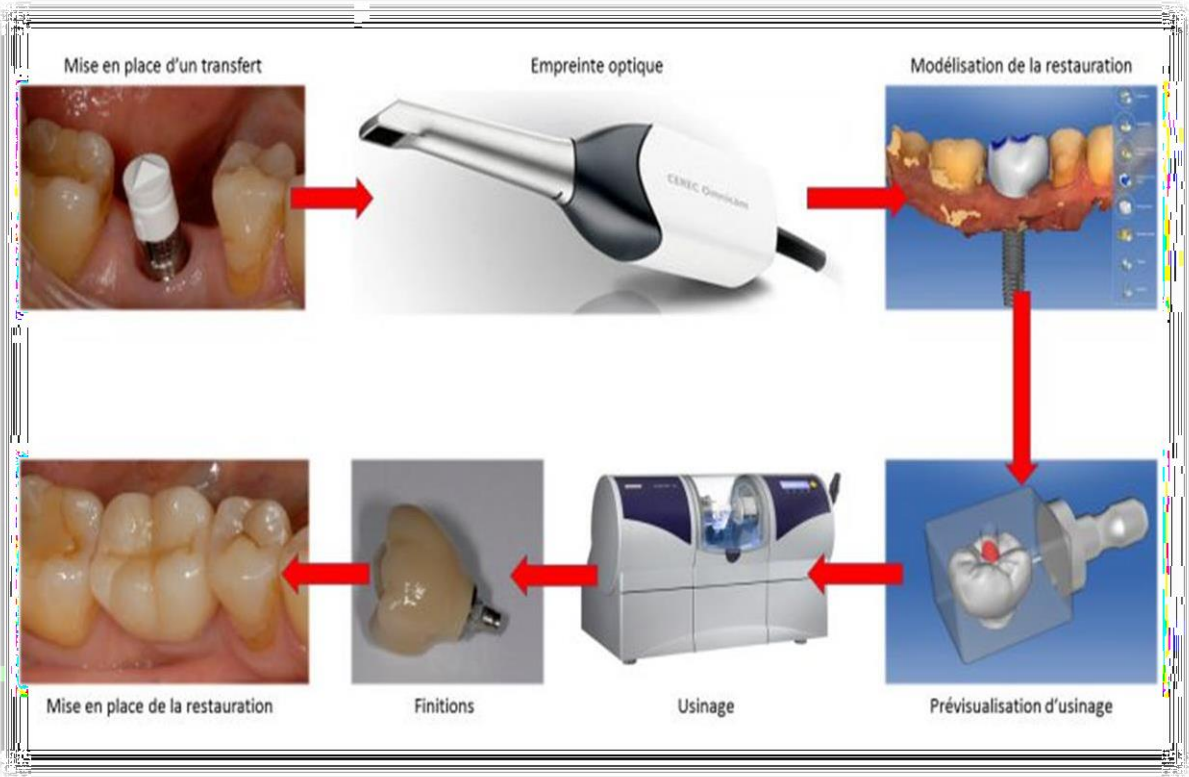 Mise en place d'un transfert
Empreinte optique
Modélisation de la restauration
CEREC Omnicam
Mise en place de la restauration
Finitions
Usinage
Prévisualisation d'usinage